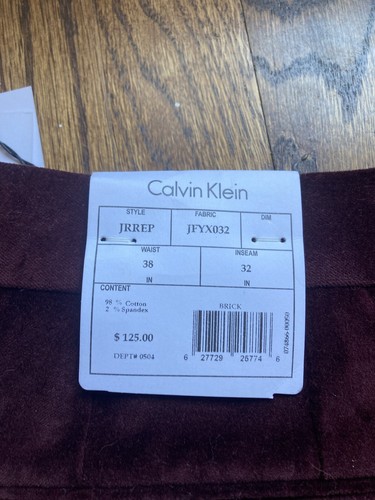 Calvin Klein
STYLE FABRIC DIM
JRREP JFYX032
WAIST INSEAM
38 32
IN IN
CONTENT
98 % Cotton BRICK
2 % Spandex
$ 125.00
DEPT# 0504
6 27729 26774 6